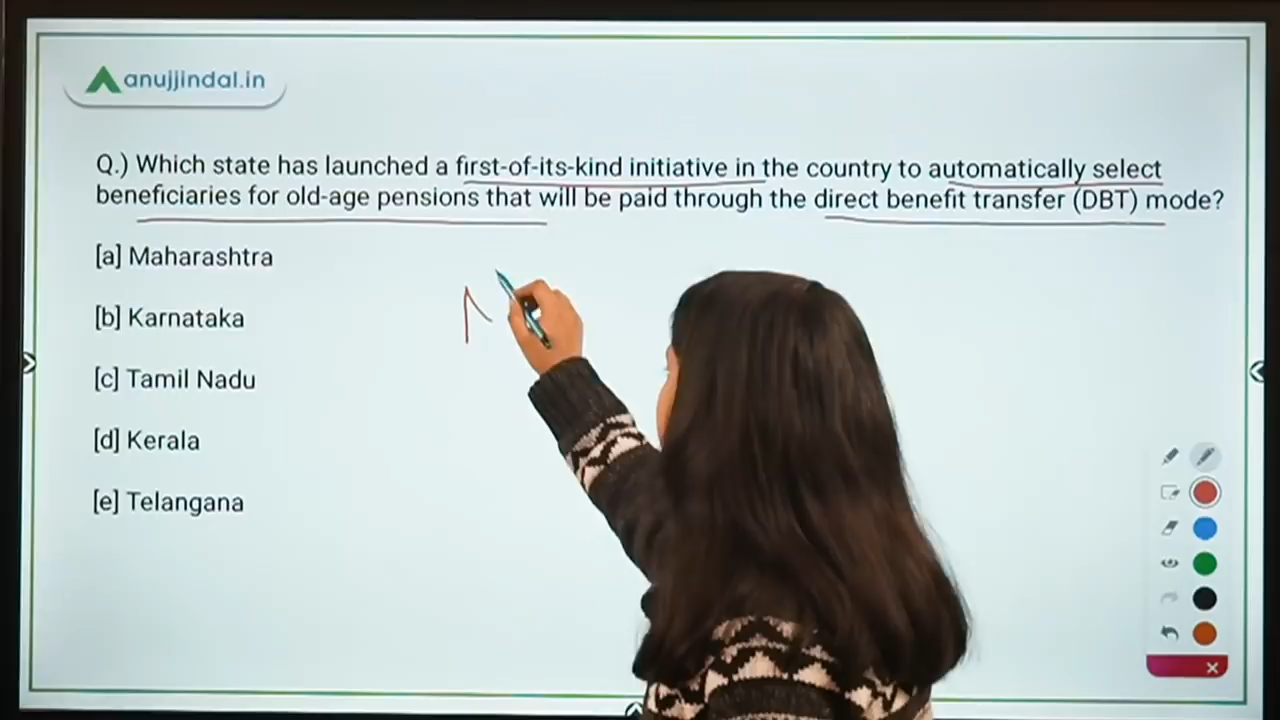 anujjindal.in
Q.) Which state has launched a first-of-its-kind initiative in the country to automatically select
beneficiaries for old-age pensions that will be paid through the direct benefit transfer (DBT) mode?
[a] Maharashtra
[b] Karnataka
[c] Tamil Nadu
[d] Kerala
[e] Telangana